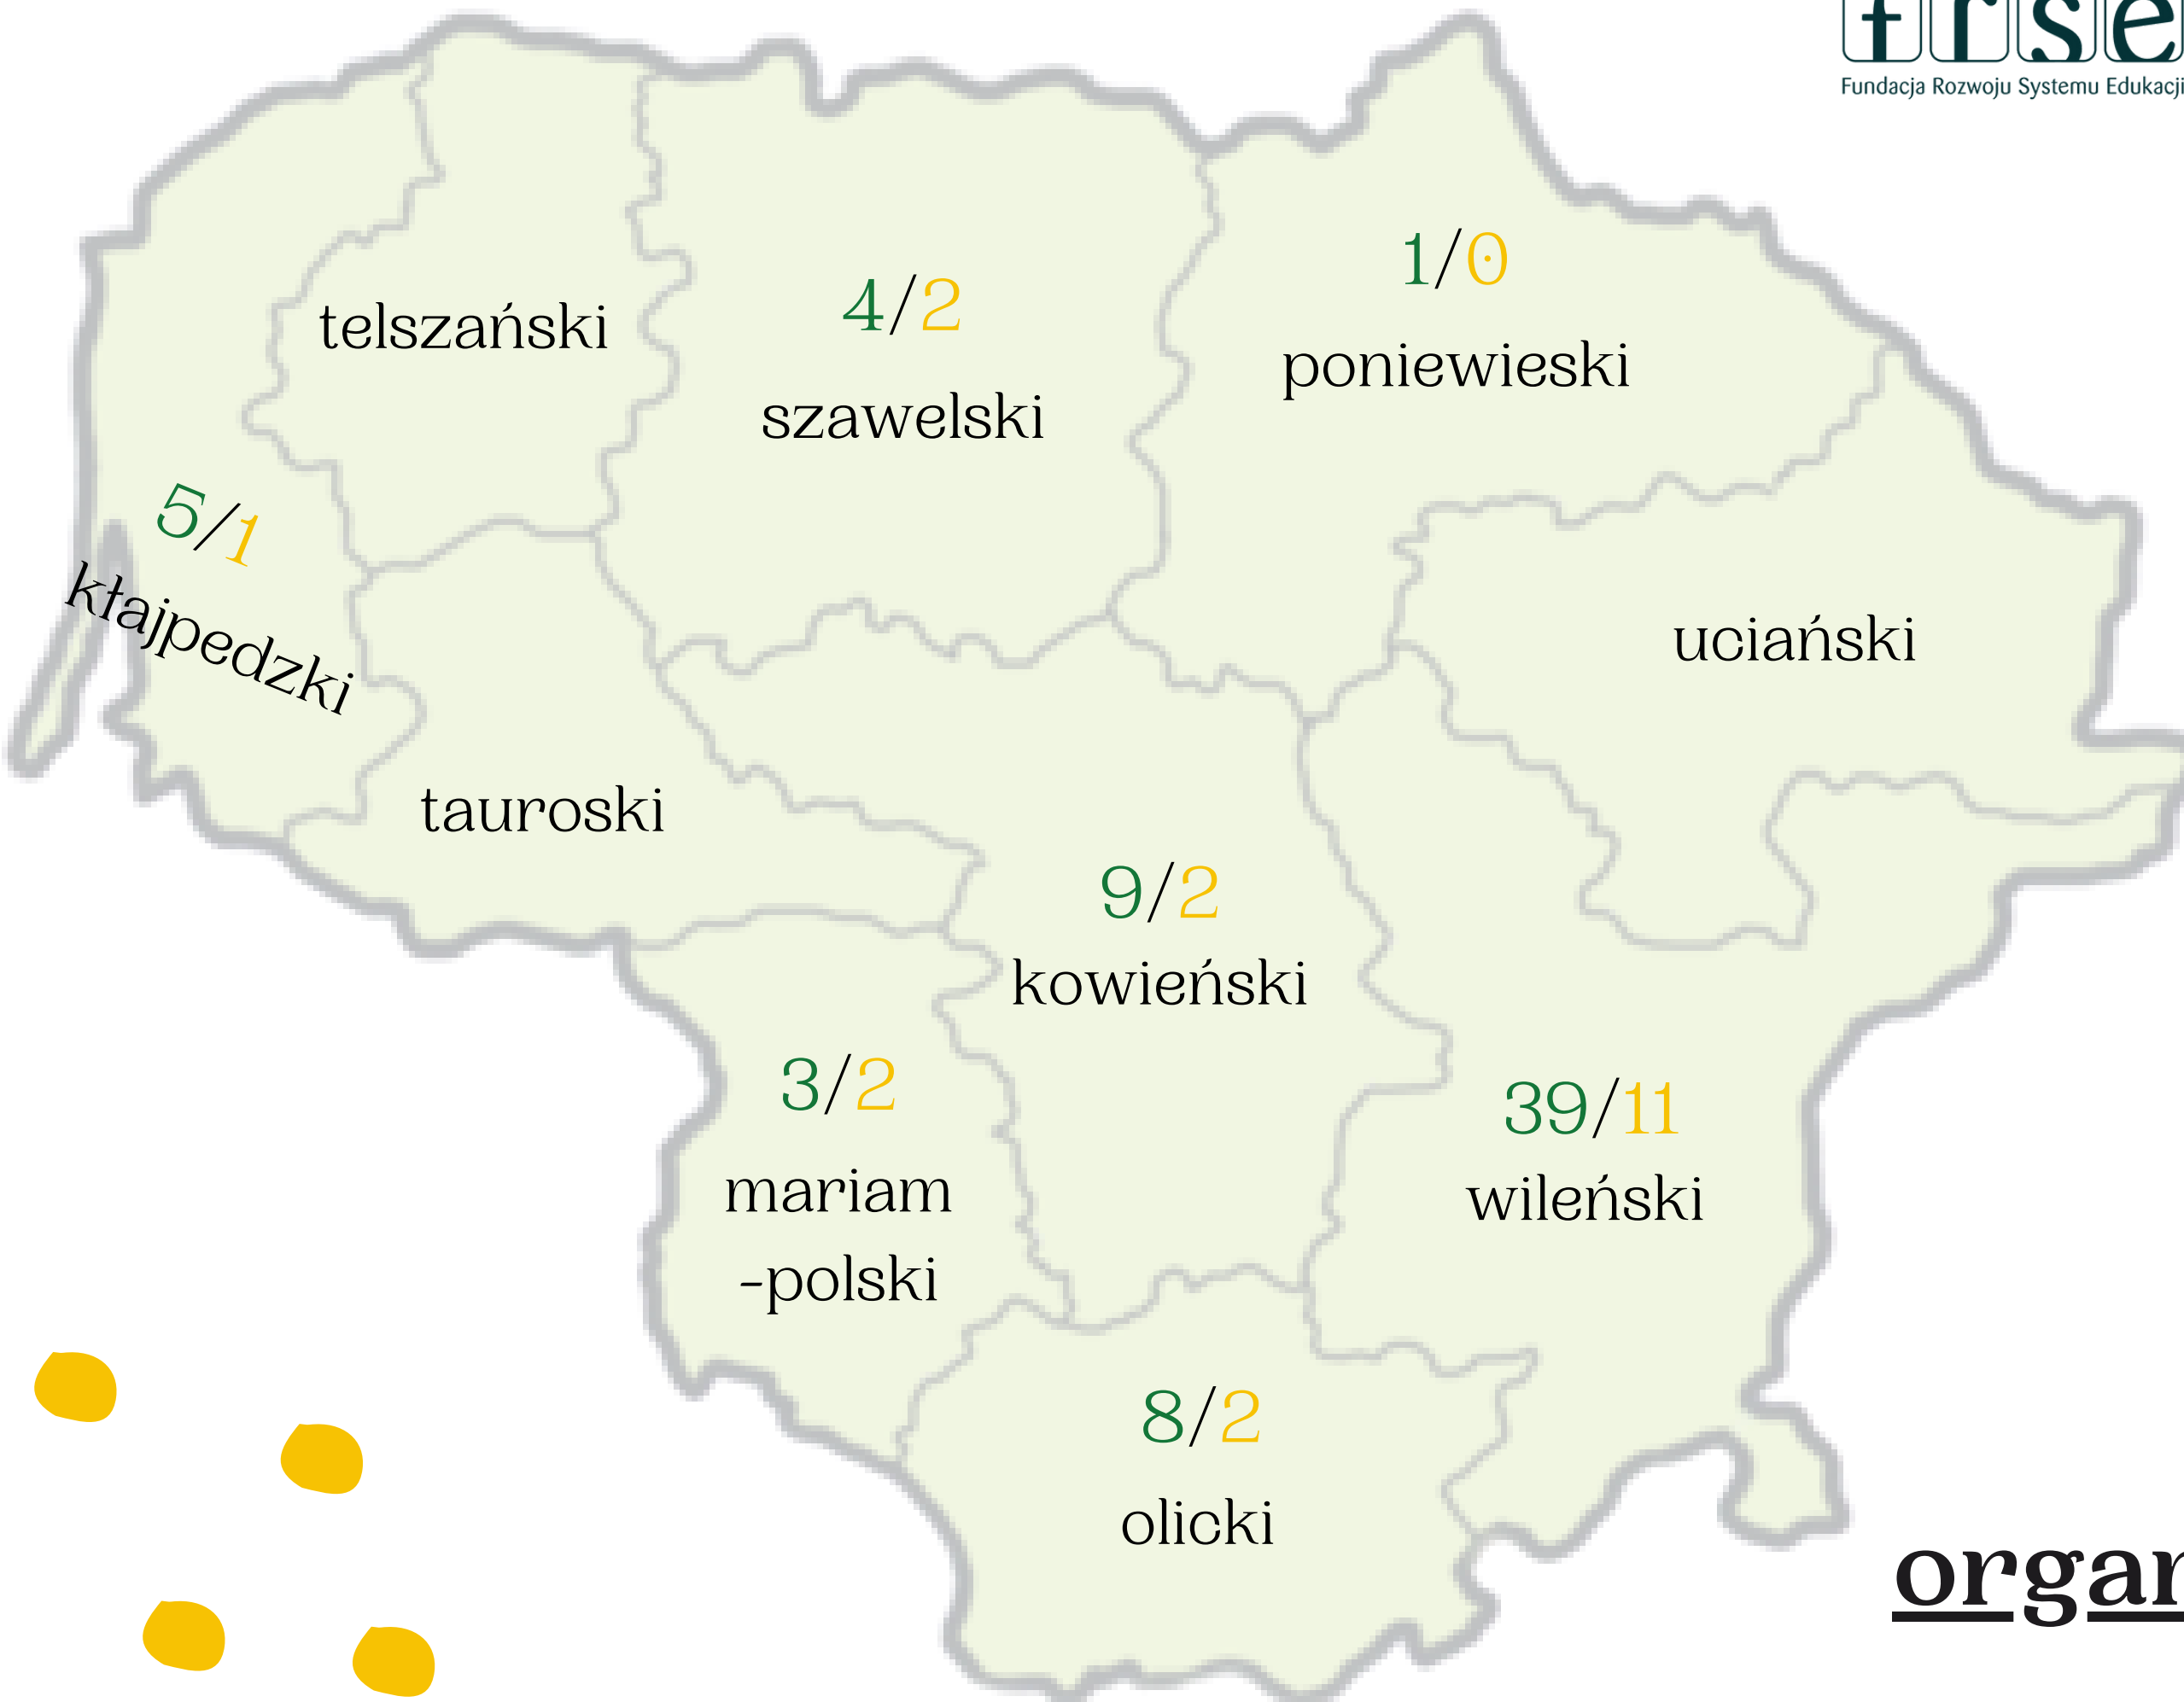 frse
Fundacja Rozwoju Systemu Edukacji
1/0
poniewieski
4/2
szawelski
telszański
5/1
kłajpedzki
uciański
tauroski
9/2
kowieński
3/2
mariam
-polski
39/11
wileński
8/2
olicki